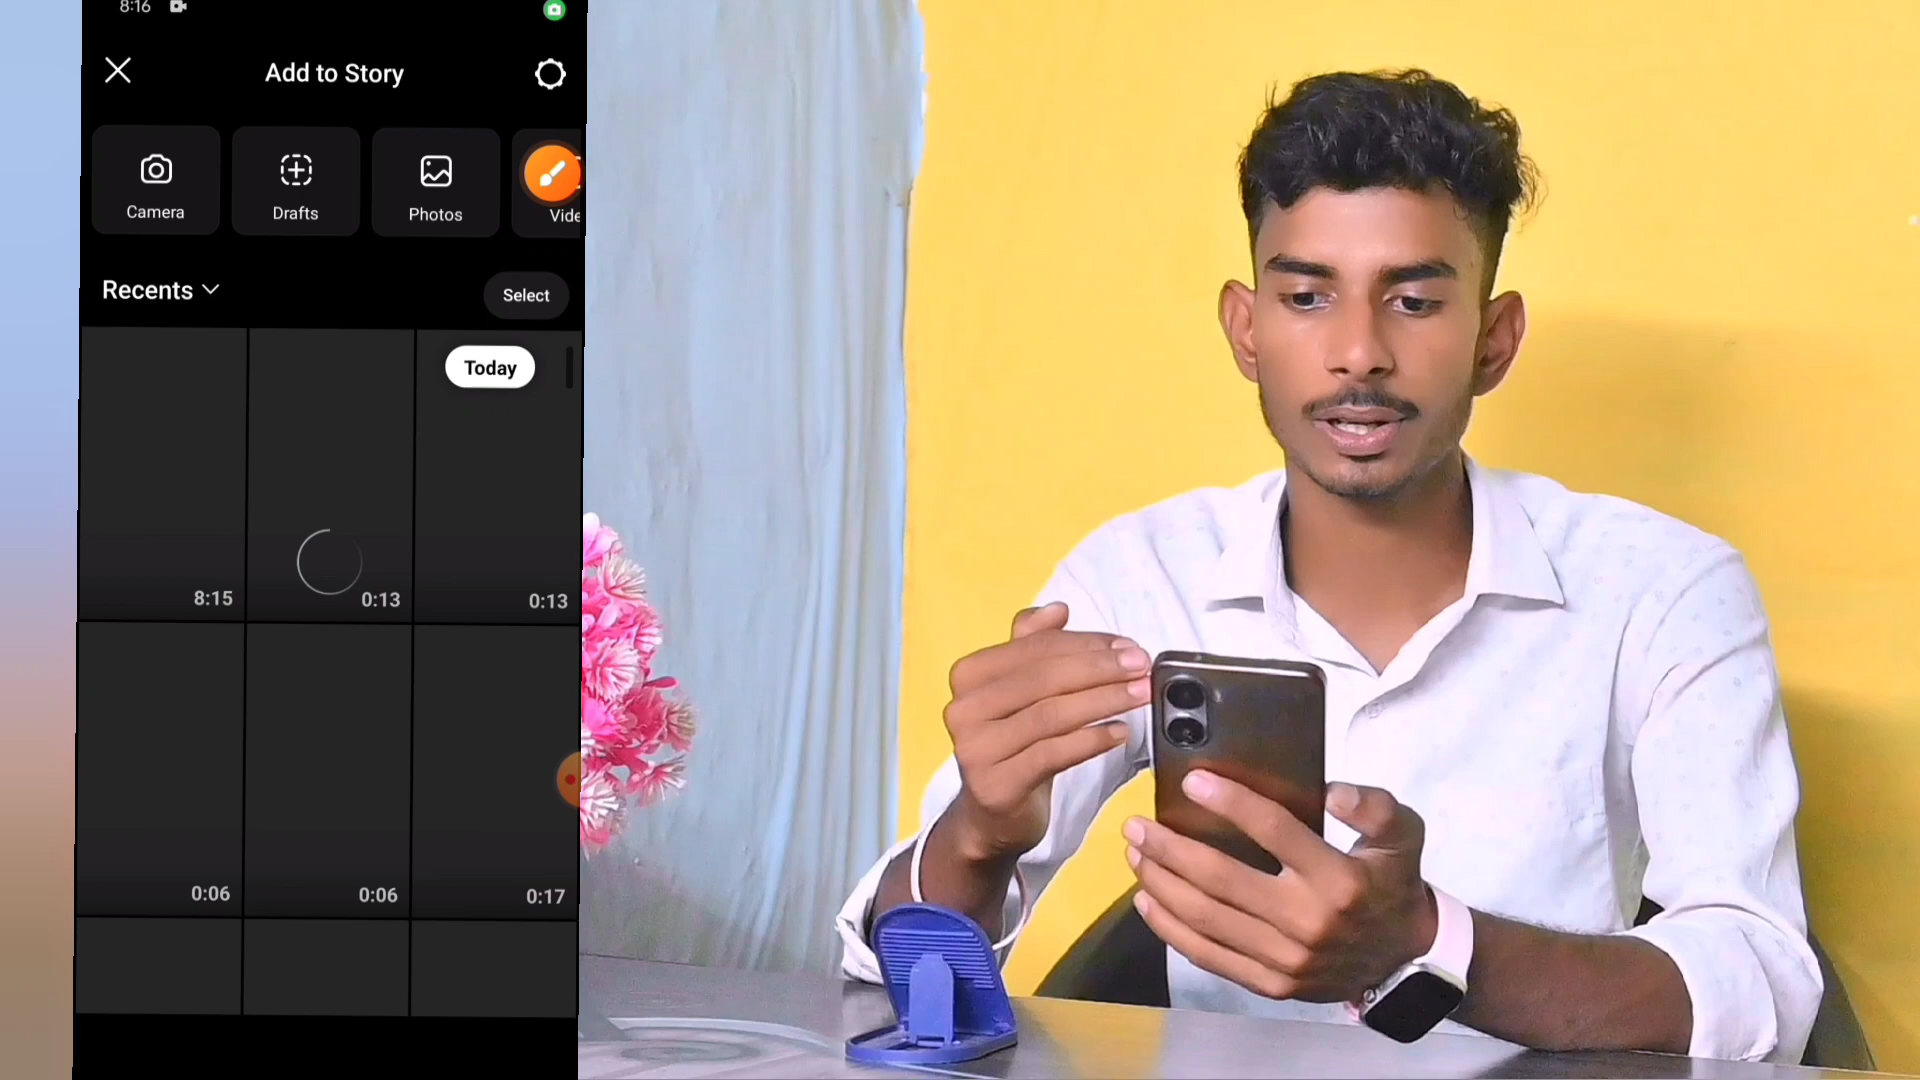 8:16
Add to Story
Camera
Drafts
Photos
Vide
Recents
Select
Today
8:15
0:13
0:13
0:06
0:06
0:17